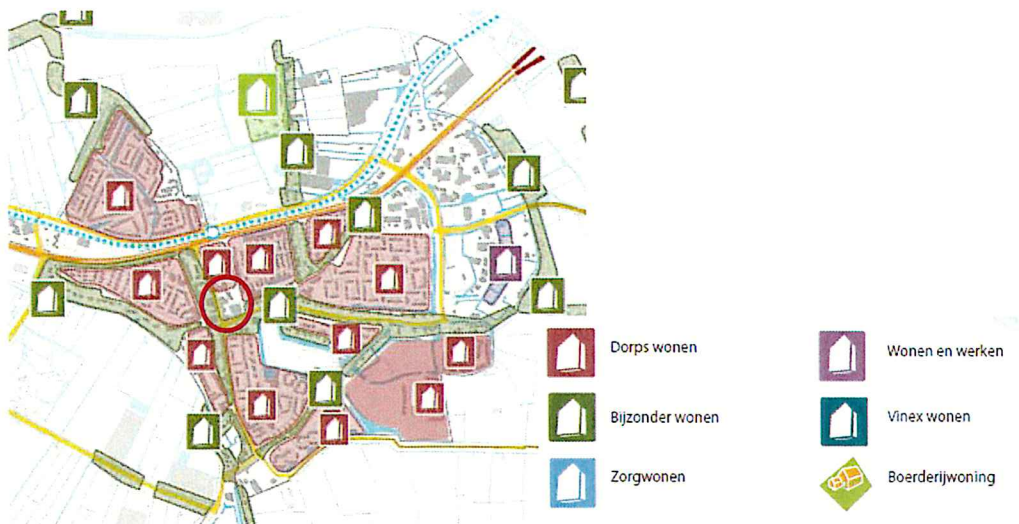 Dorps wonen
Bijzonder wonen
Zorgwonen
Wonen en werken
Vinex wonen
Boerderijwoning